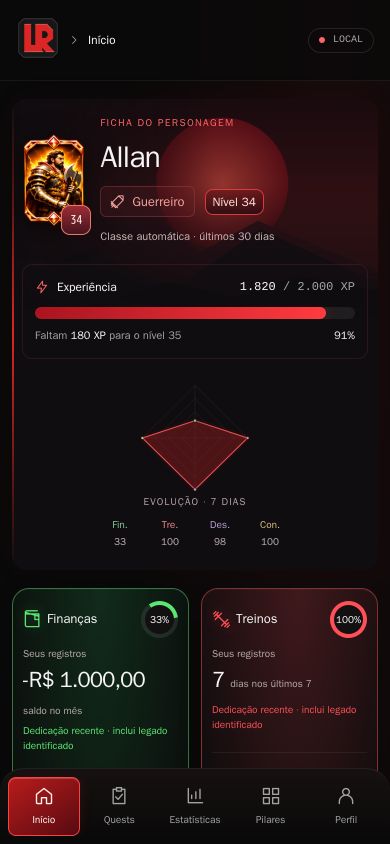 LR
Início
LOCAL
FICHA DO PERSONAGEM
Allan
Guerreiro
Nível 34
34
Classe automática · últimos 30 dias
Experiência
1.820 / 2.000 XP
Faltam 180 XP para o nível 35
91%
EVOLUÇÃO · 7 DIAS
Fin.
Tre.
Des.
Con.
33
100
98
100
Finanças
33%
Seus registros
-R$ 1.000,00
saldo no mês
Dedicação recente · inclui legado
identificado
Treinos
100%
Seus registros
7 dias nos últimos 7
Dedicação recente · inclui legado
identificado
Início
Quests
Estatísticas
Pilares
Perfil